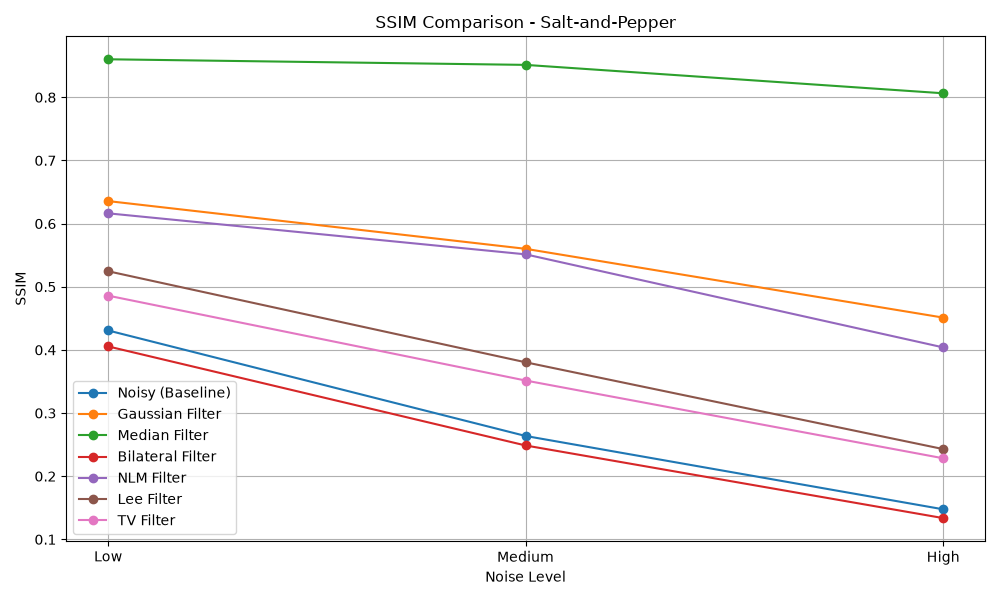 SSIM Comparison - Salt-and-Pepper
SSIM
0.8
0.7
0.6
0.5
0.4
0.3
0.2
0.1
Noisy (Baseline)
Gaussian Filter
Median Filter
Bilateral Filter
NLM Filter
Lee Filter
TV Filter
Low Medium High
Noise Level